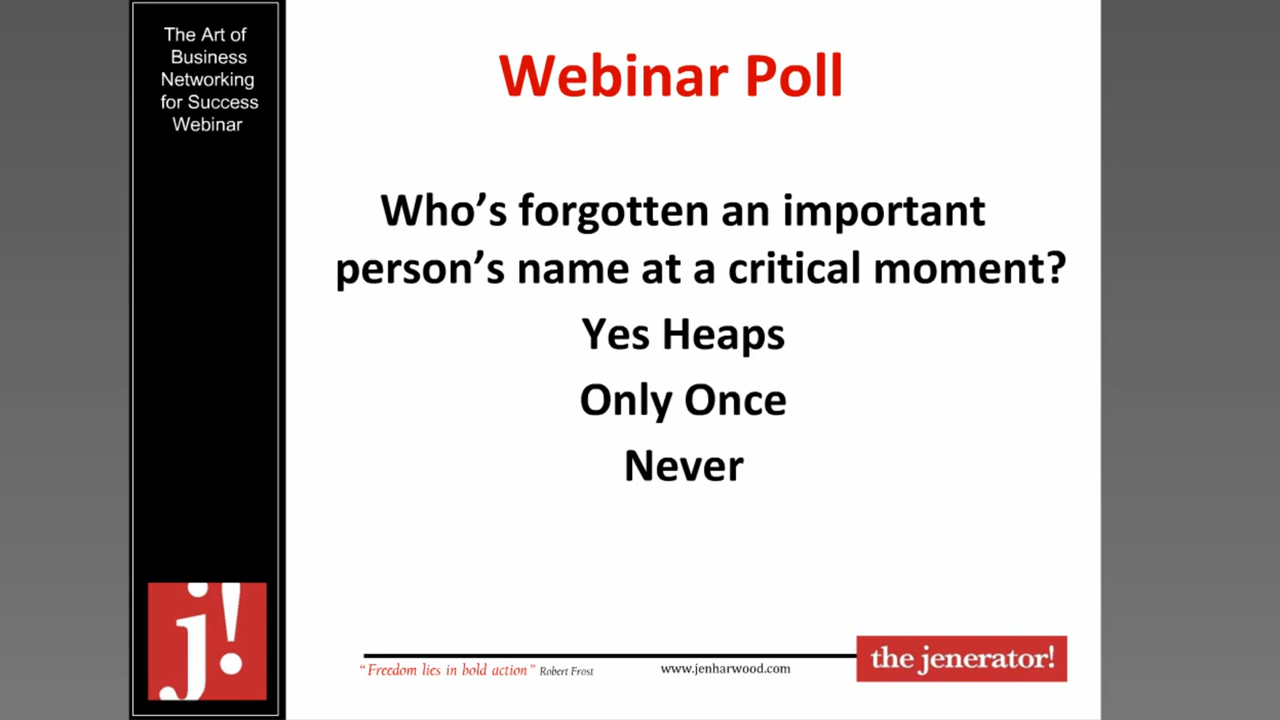 The Art of
Business
Networking
for Success
Webinar
Webinar Poll
Who's forgotten an important
person's name at a critical moment?
Yes Heaps
Only Once
Never
j!
"Freedom lies in bold action" Robert Frost
www.jenharwood.com
the jenerator!